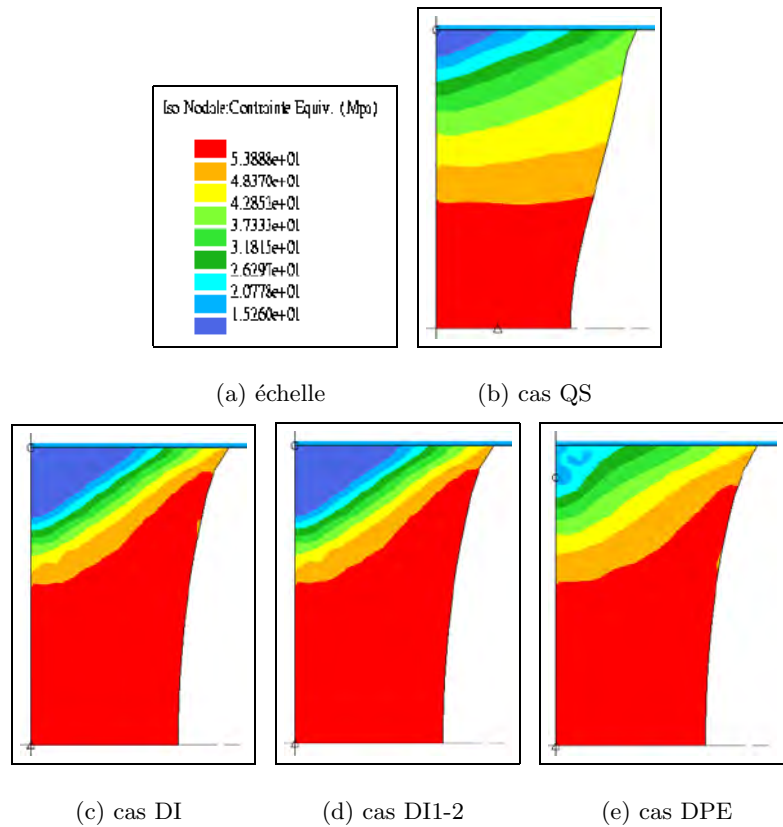 Iso Nodale:Contrainte Equiv. (Mpa)
5.3888e+01
4.8370e+01
4.2852e+01
3.7333e+01
3.1815e+01
2.6297e+01
2.0778e+01
1.5260e+01
(a) échelle
(b) cas QS
(c) cas DI
(d) cas DI1-2
(e) cas DPE